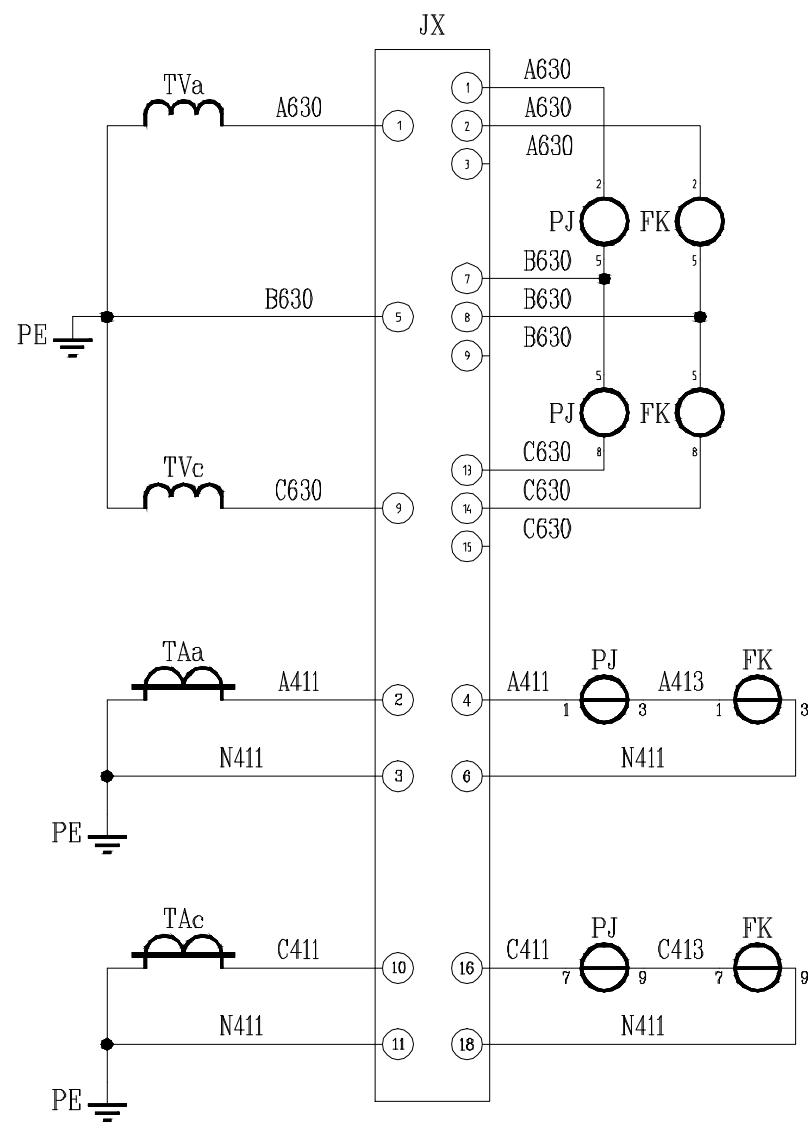 JX
TVa
A630
1
1
A630
2
A630
3
A630
2
2
PJ
FK
5
5
7
B630
B630
5
8
B630
PE
9
B630
5
5
PJ
FK
8
8
TVc
13
C630
C630
9
14
C630
15
C630
TAa
A411
2
4
A411
PJ
1
3
A413
FK
1
3
N411
3
6
N411
PE
TAc
C411
10
16
C411
PJ
7
9
C413
FK
7
9
N411
11
18
N411
PE